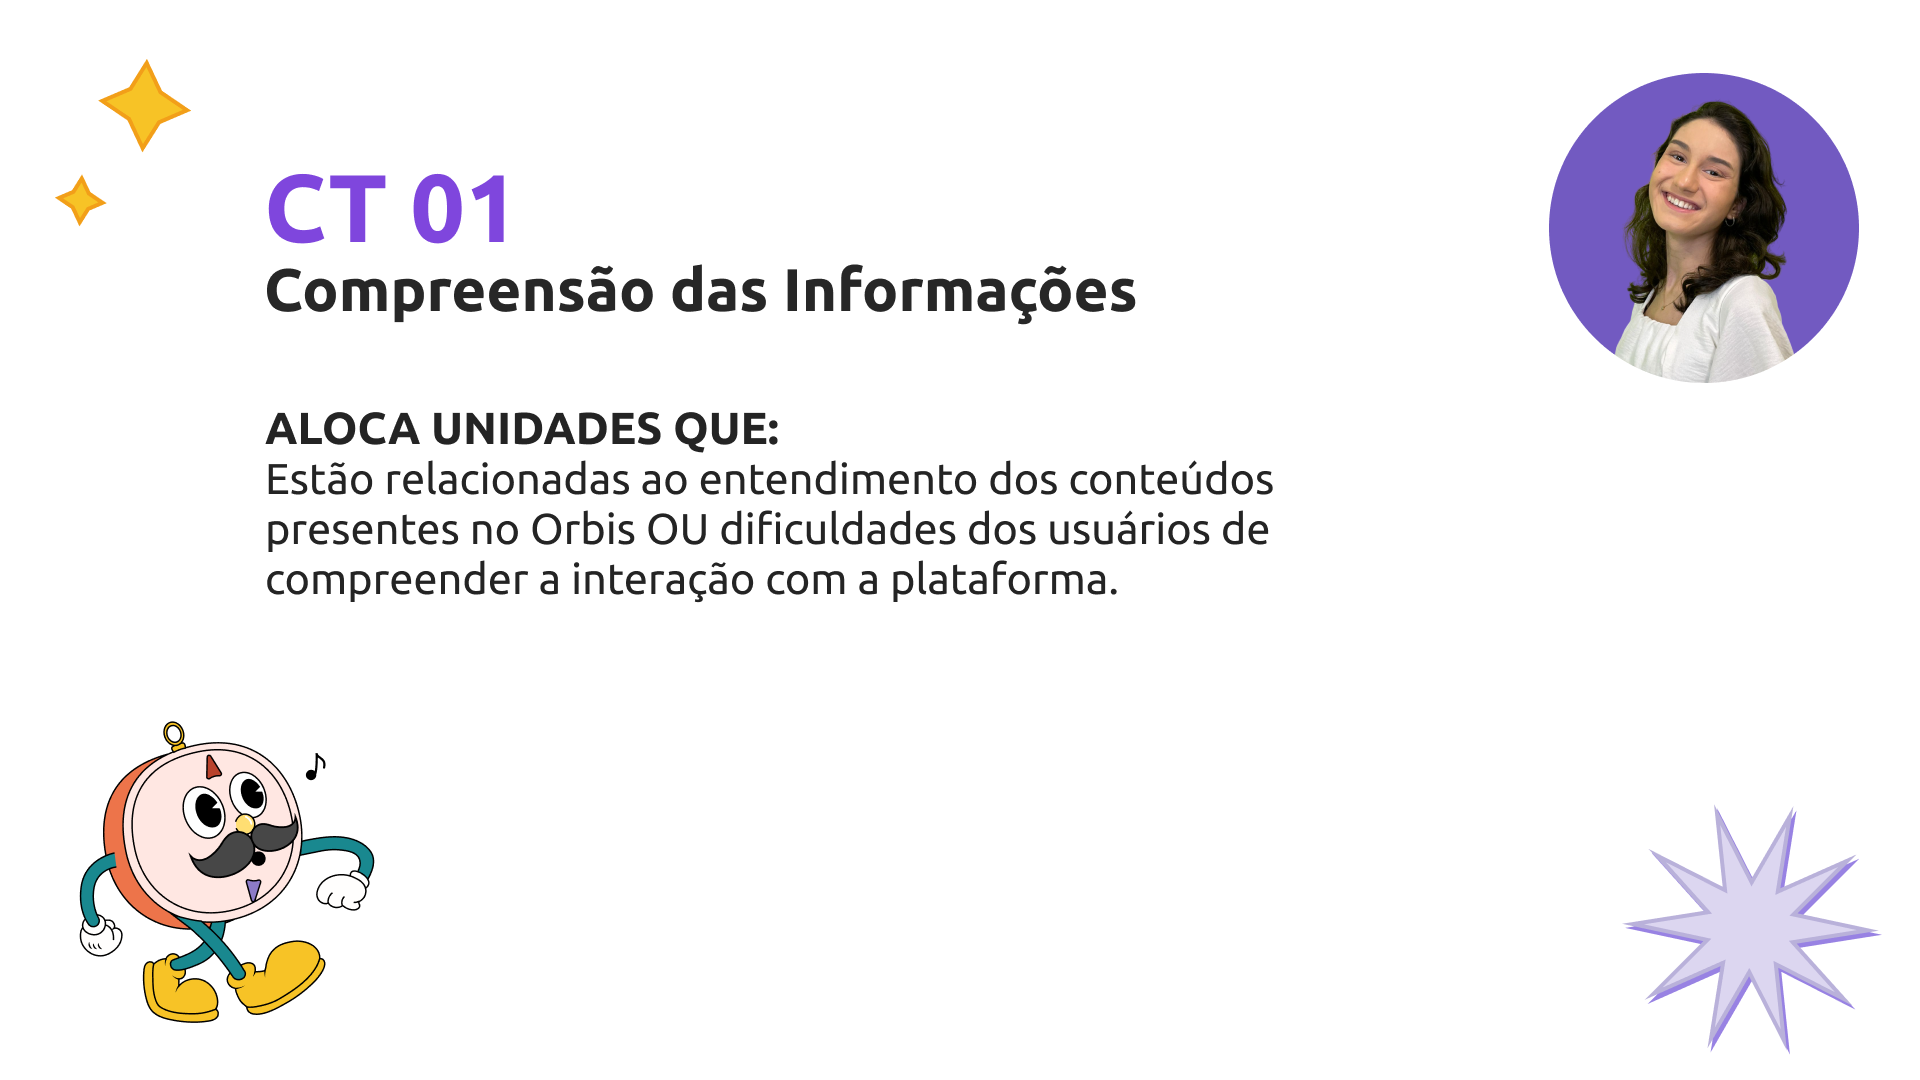 CT 01
Compreensão das Informações
ALOCA UNIDADES QUE:
Estão relacionadas ao entendimento dos conteúdos
presentes no Orbis OU dificuldades dos usuários de
compreender a interação com a plataforma.